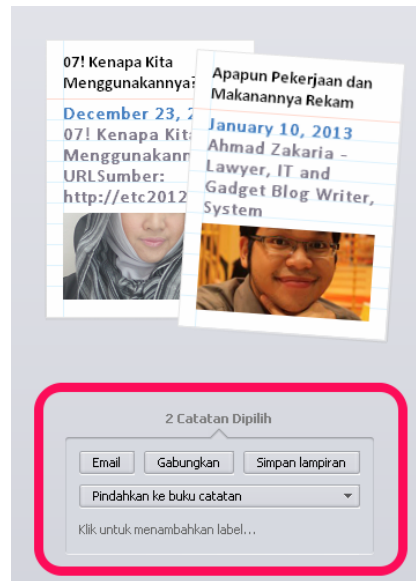 07! Kenapa Kita
Menggunakannya?
December 23, 2
07! Kenapa Kit
Menggunakann
URLSumber:
http://etc2012
Apapun Pekerjaan dan
Makanannya Rekam
January 10, 2013
Ahmad Zakaria -
Lawyer, IT and
Gadget Blog Writer,
System
2 Catatan Dipilih
Email Gabungkan Simpan lampiran
Pindahkan ke buku catatan
Klik untuk menambahkan label...